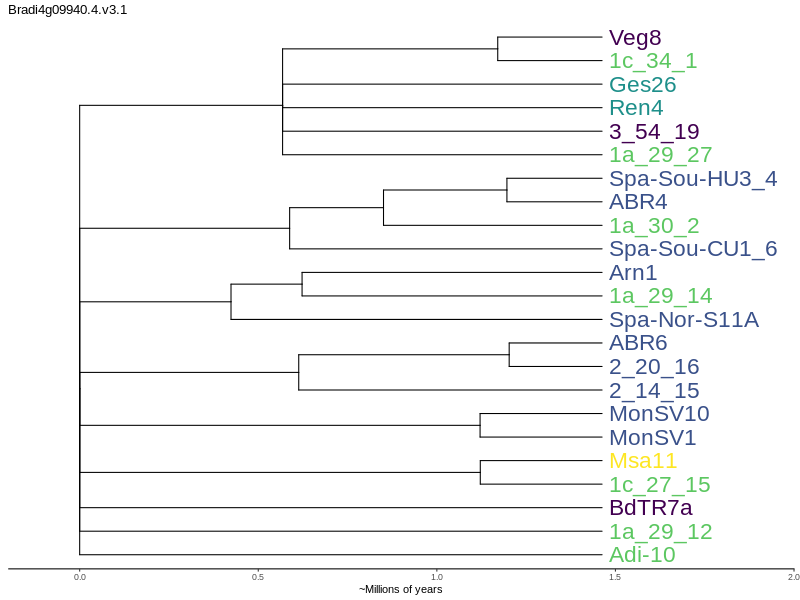 Bradi4g09940.4.v3.1
Veg8
1c_34_1
Ges26
Ren4
3_54_19
1a_29_27
Spa-Sou-HU3_4
ABR4
1a_30_2
Spa-Sou-CU1_6
Arn1
1a_29_14
Spa-Nor-S11A
ABR6
2_20_16
2_14_15
MonSV10
MonSV1
Msa11
1c_27_15
BdTR7a
1a_29_12
Adi-10
0.0 0.5 1.0 1.5 2.0
~Millions of years